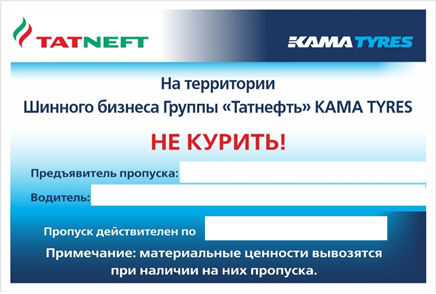 TATNEFT
KAMA TYRES
На территории
Шинного бизнеса Группы «Татнефть» KAMA TYRES
НЕ КУРИТЬ!
Предъявитель пропуска:
Водитель:
Пропуск действителен по
Примечание: материальные ценности вывозятся
при наличии на них пропуска.